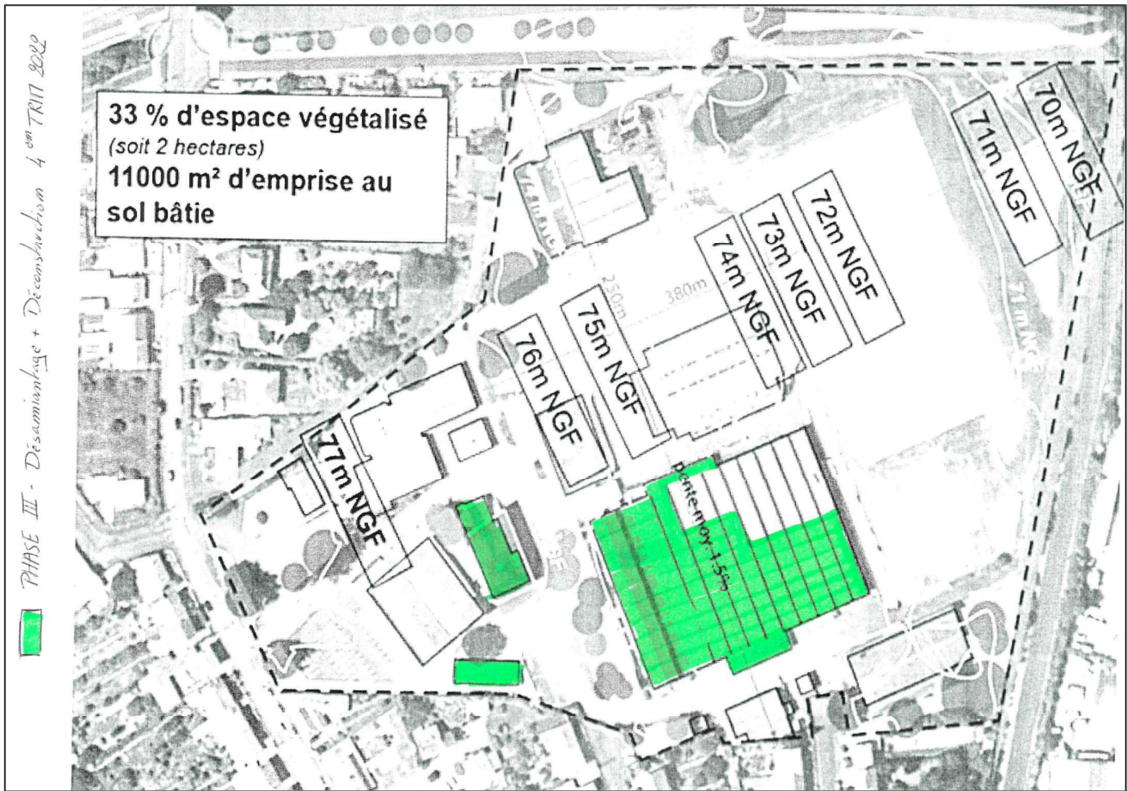 PHASE III - Désamiantage + Déconstruction 4em TRIM 2022
33 % d'espace végétalisé
(soit 2 hectares)
11000 m² d'emprise au
sol bâtie
70m NGF
71m NGF
72m NGF
73m NGF
74m NGF
75m NGF
76m NGF
77m NGF
250m
380m
pente moy. 1.5%